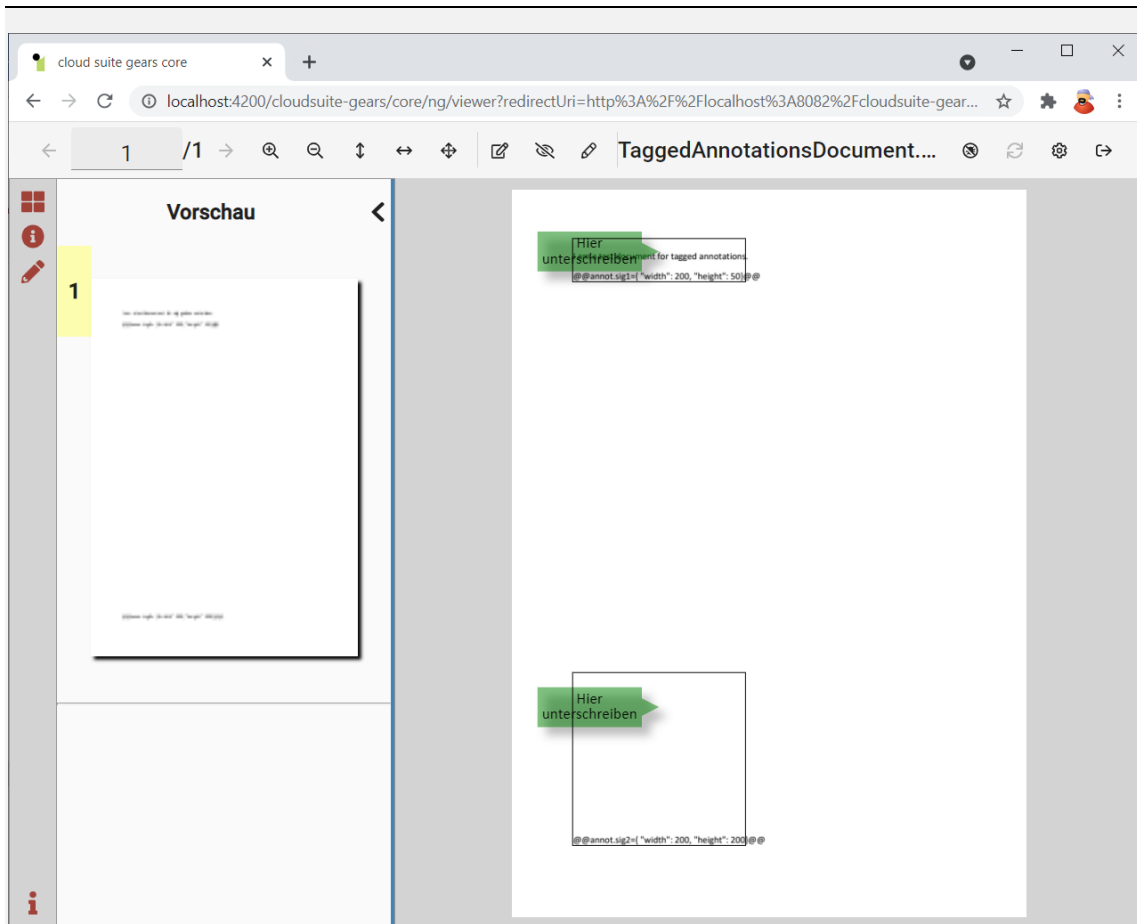 cloud suite gears core
localhost:4200/cloudsuite-gears/core/ng/viewer?redirectUri=http%3A%2F%2Flocalhost%3A8082%2Fcloudsuite-gear...
1 /1 TaggedAnnotationsDocument....
Vorschau
1
Hier
unterschreiben
document for tagged annotations.
@@annot.sig1={ "width": 200, "height": 50}@@
Hier
unterschreiben
@@annot.sig2={ "width": 200, "height": 200}@@